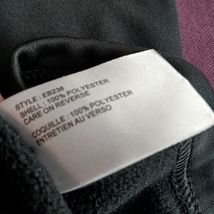 STYLE : EB236
SHELL : 100% POLYESTER
CARE ON REVERSE
COQUILLE : 100% POLYESTER
ENTRETIEN AU VERSO